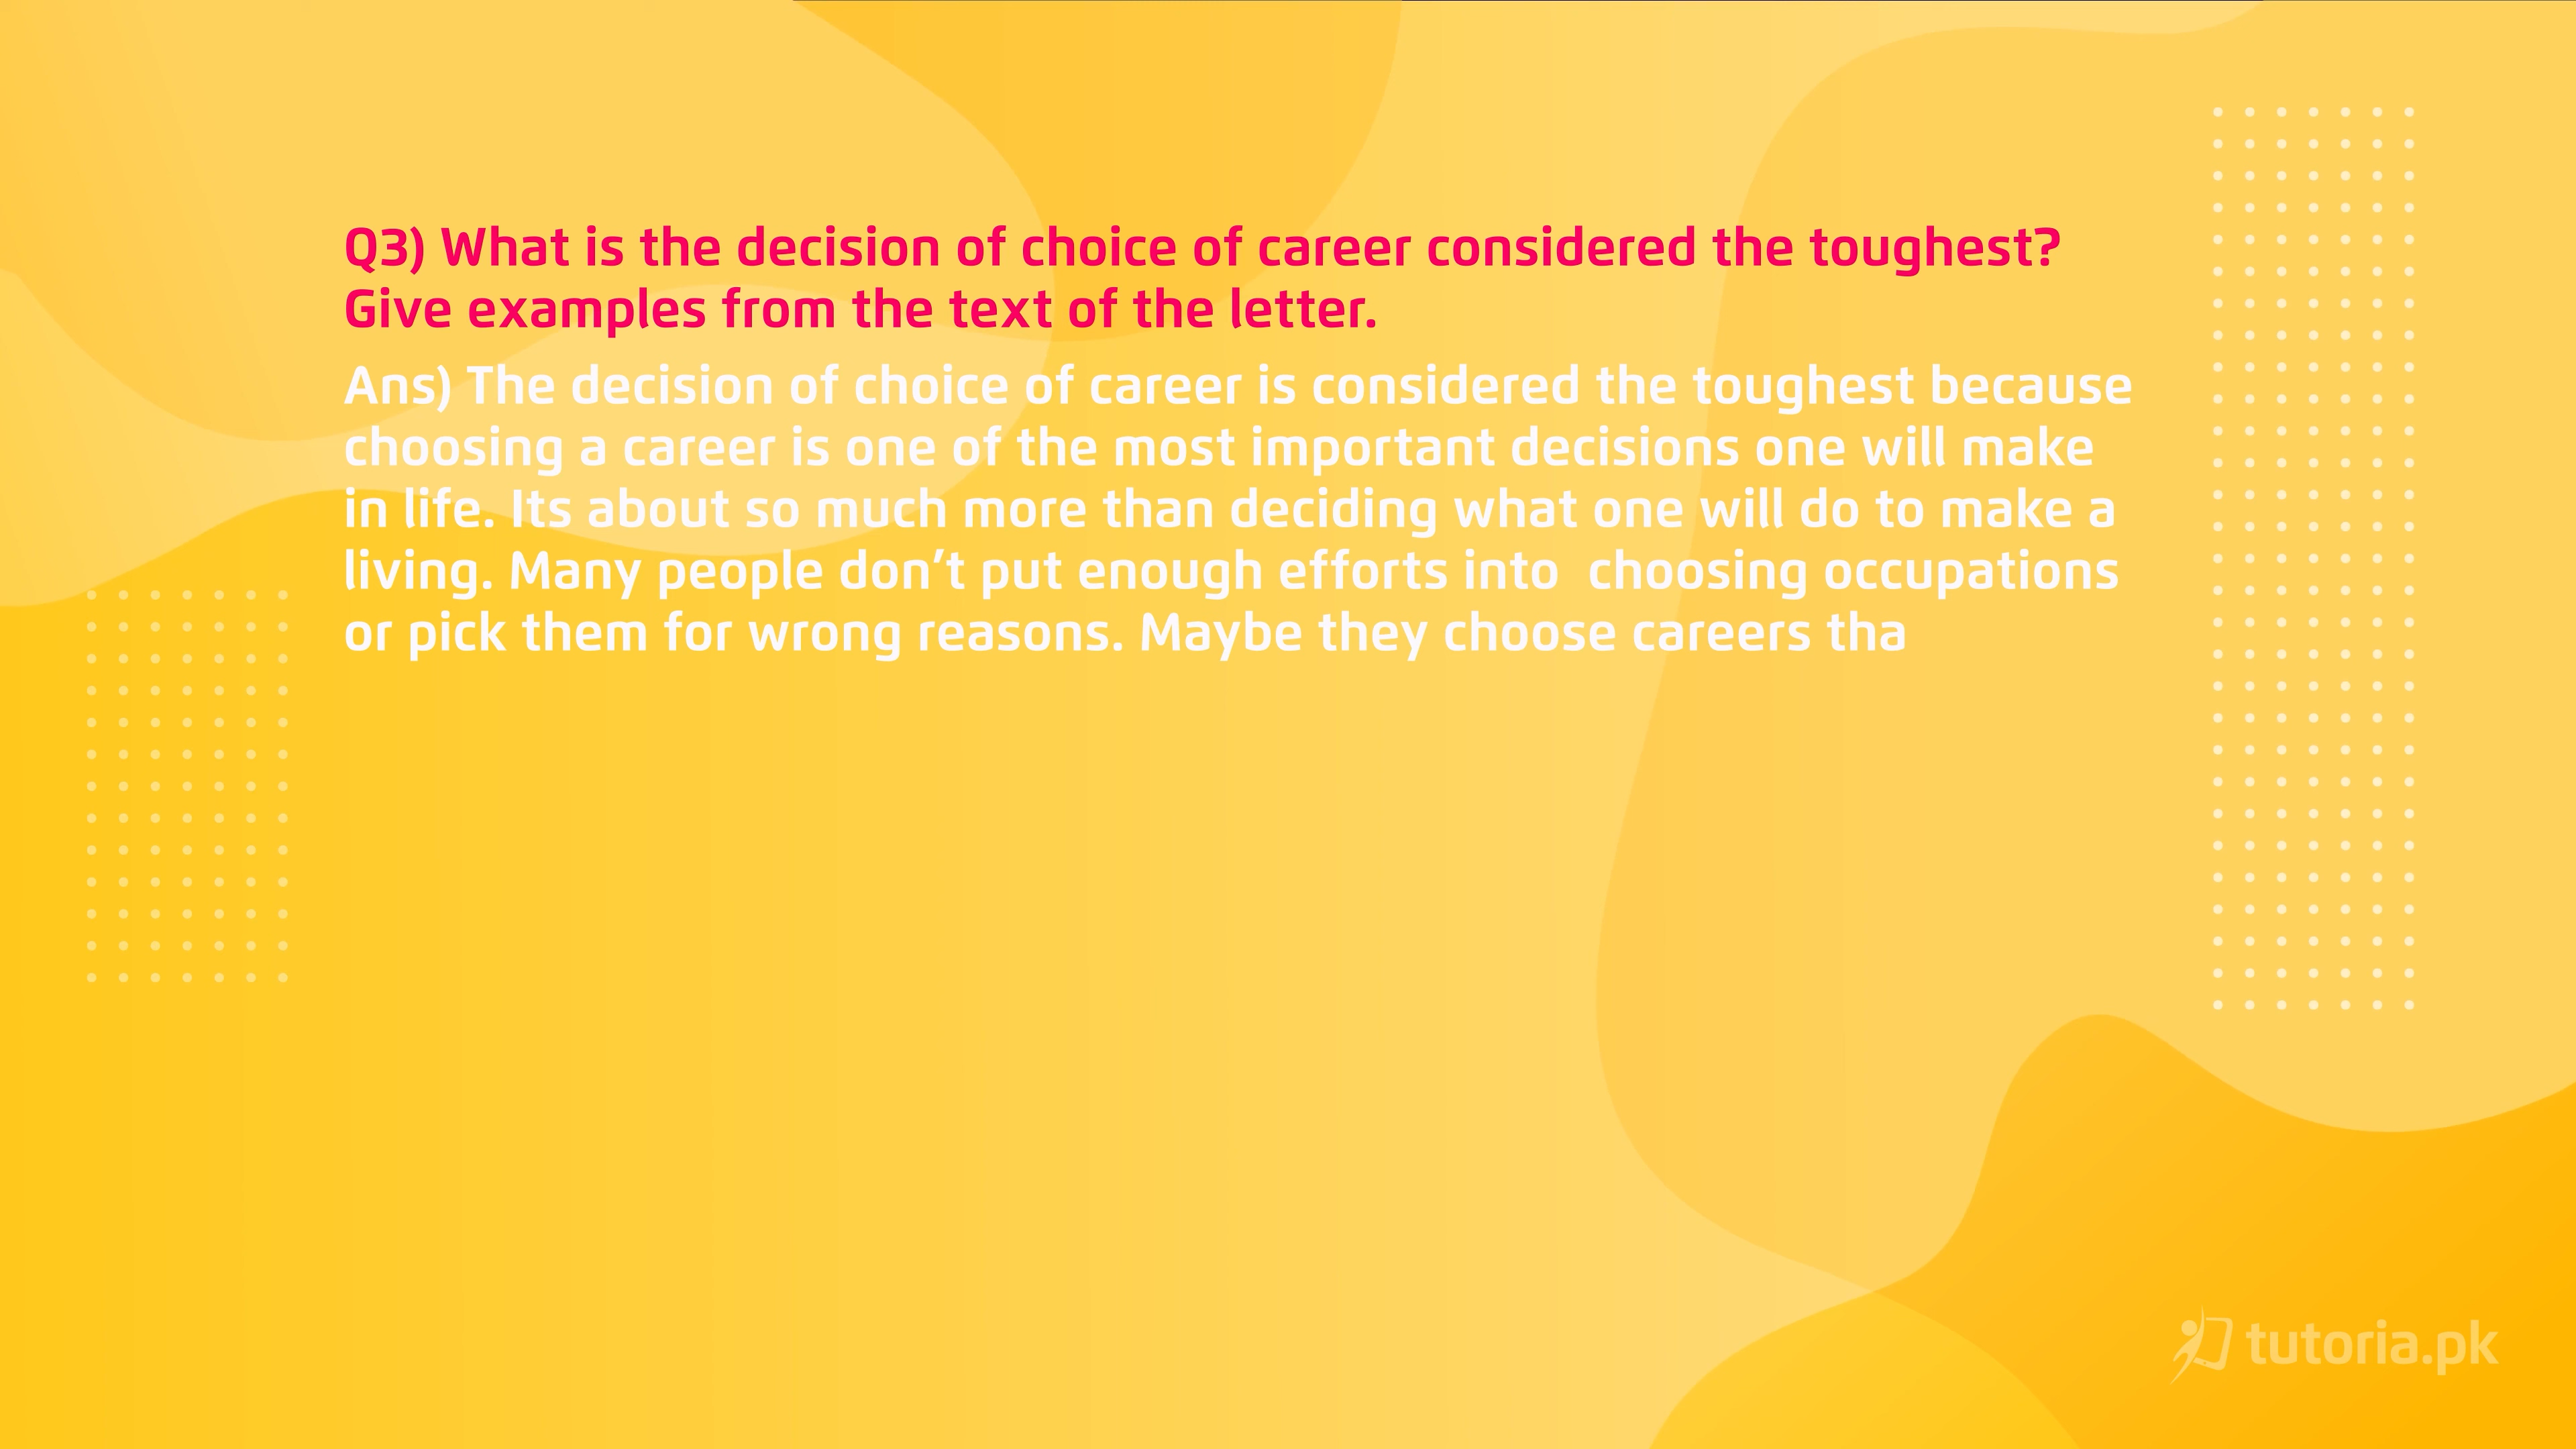 Q3) What is the decision of choice of career considered the toughest?
Give examples from the text of the letter.
Ans) The decision of choice of career is considered the toughest because
choosing a career is one of the most important decisions one will make
in life. Its about so much more than deciding what one will do to make a
living. Many people don’t put enough efforts into  choosing occupations
or pick them for wrong reasons. Maybe they choose careers tha
tutoria.pk